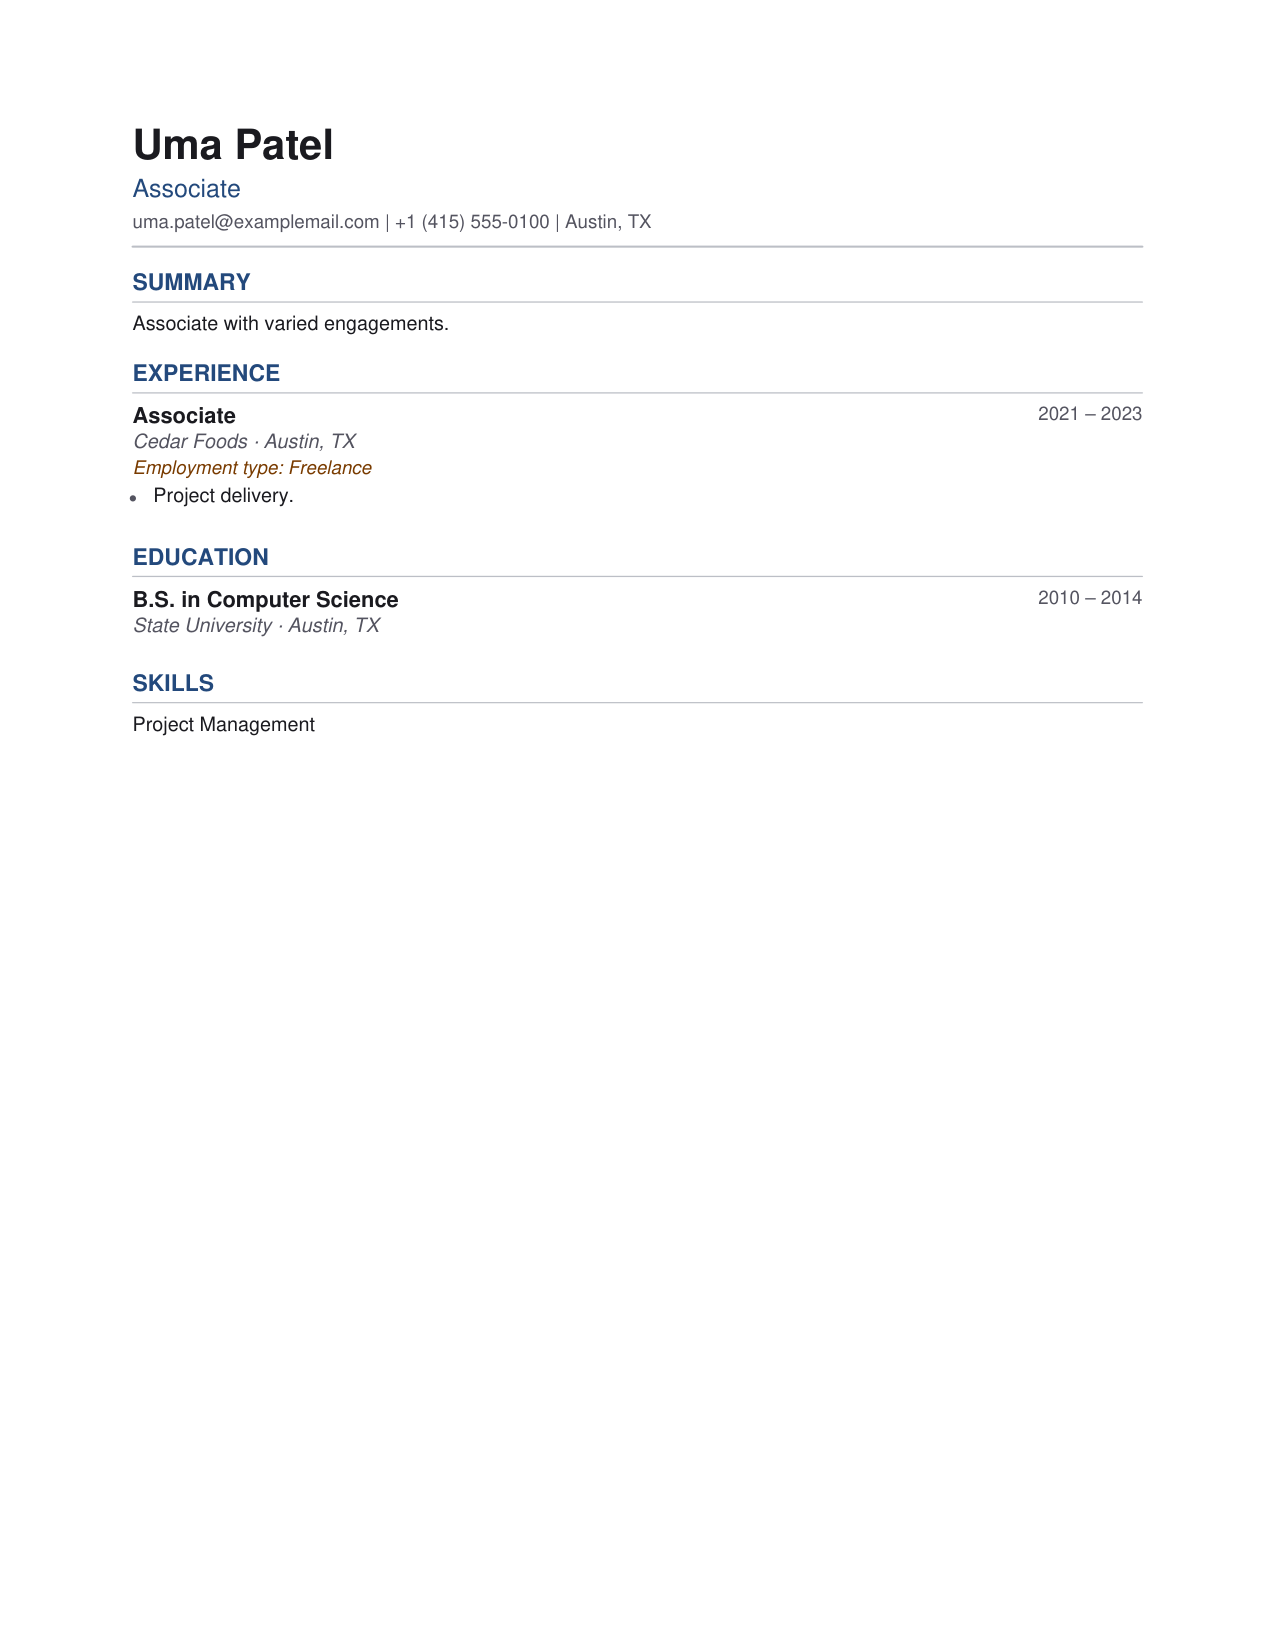 Uma Patel
Associate
uma.patel@examplemail.com | +1 (415) 555-0100 | Austin, TX
SUMMARY
Associate with varied engagements.
EXPERIENCE
Associate 2021 – 2023
Cedar Foods · Austin, TX
Employment type: Freelance
• Project delivery.
EDUCATION
B.S. in Computer Science 2010 – 2014
State University · Austin, TX
SKILLS
Project Management